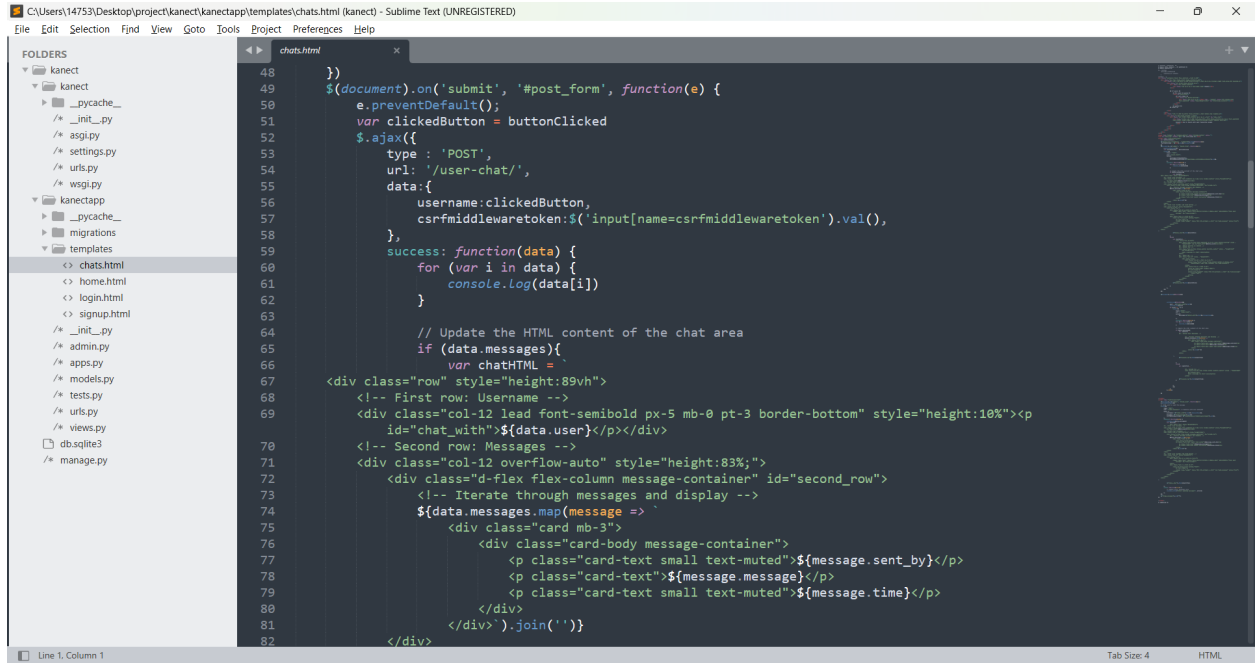 C:\Users\14753\Desktop\project\kanect\kanectapp\templates\chats.html (kanect) - Sublime Text (UNREGISTERED)
File Edit Selection Find View Goto Tools Project Preferences Help
FOLDERS
kanect
kanect
__pycache__
__init__.py
asgi.py
settings.py
urls.py
wsgi.py
kanectapp
__pycache__
migrations
templates
chats.html
home.html
login.html
signup.html
__init__.py
admin.py
apps.py
models.py
tests.py
urls.py
views.py
db.sqlite3
manage.py
chats.html
48 })
49 $(document).on('submit', '#post_form', function(e) {
50 e.preventDefault();
51 var clickedButton = buttonClicked
52 $.ajax({
53 type : 'POST',
54 url: '/user-chat/',
55 data:{
56 username:clickedButton,
57 csrfmiddlewaretoken:$('input[name=csrfmiddlewaretoken').val(),
58 },
59 success: function(data) {
60 for (var i in data) {
61 console.log(data[i])
62 }
63
64 // Update the HTML content of the chat area
65 if (data.messages){
66 var chatHTML = `
67 <div class="row" style="height:89vh">
68 <!-- First row: Username -->
69 <div class="col-12 lead font-semibold px-5 mb-0 pt-3 border-bottom" style="height:10%"><p
id="chat_with">${data.user}</p></div>
70 <!-- Second row: Messages -->
71 <div class="col-12 overflow-auto" style="height:83%;">
72 <div class="d-flex flex-column message-container" id="second_row">
73 <!-- Iterate through messages and display -->
74 ${data.messages.map(message => `
75 <div class="card mb-3">
76 <div class="card-body message-container">
77 <p class="card-text small text-muted">${message.sent_by}</p>
78 <p class="card-text">${message.message}</p>
79 <p class="card-text small text-muted">${message.time}</p>
80 </div>
81 </div>`).join('')}
82 </div>
Line 1, Column 1
Tab Size: 4 HTML